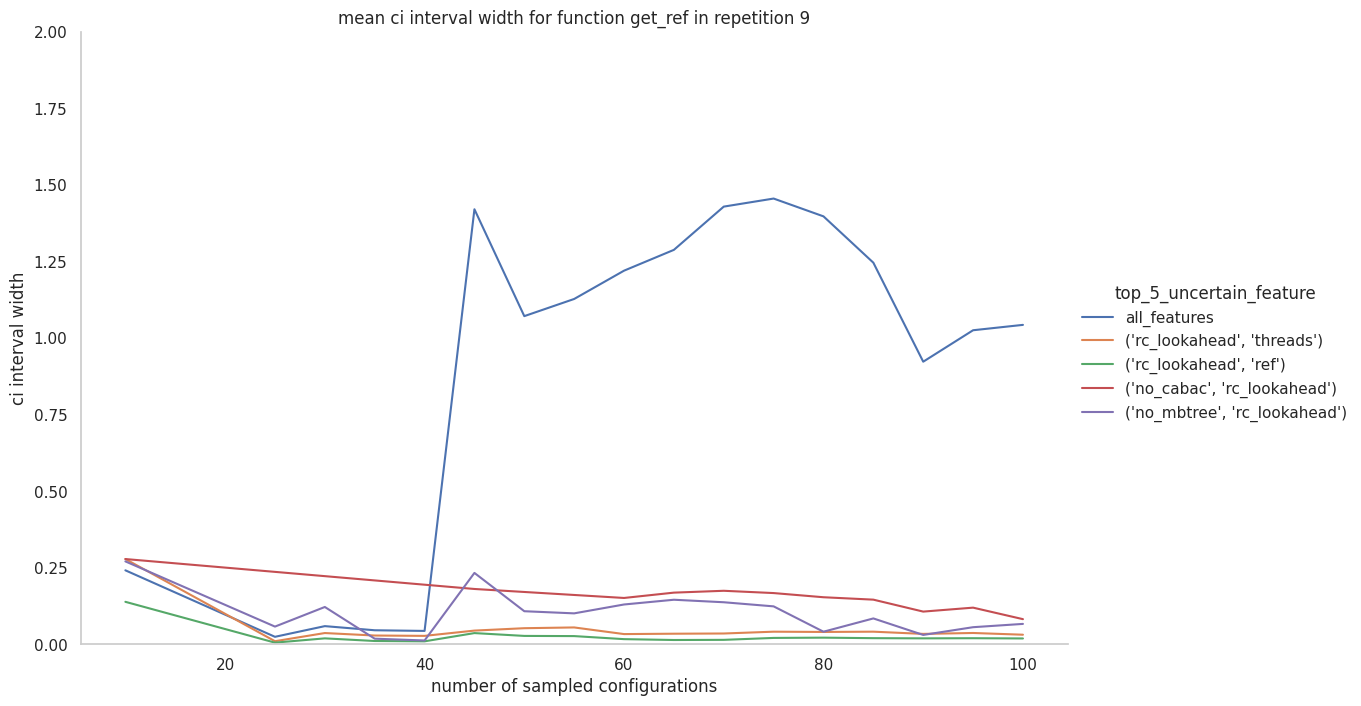 mean ci interval width for function get_ref in repetition 9
2.00
1.75
1.50
1.25
1.00
0.75
0.50
0.25
0.00
ci interval width
20
40
60
80
100
number of sampled configurations
top_5_uncertain_feature
all_features
('rc_lookahead', 'threads')
('rc_lookahead', 'ref')
('no_cabac', 'rc_lookahead')
('no_mbtree', 'rc_lookahead')